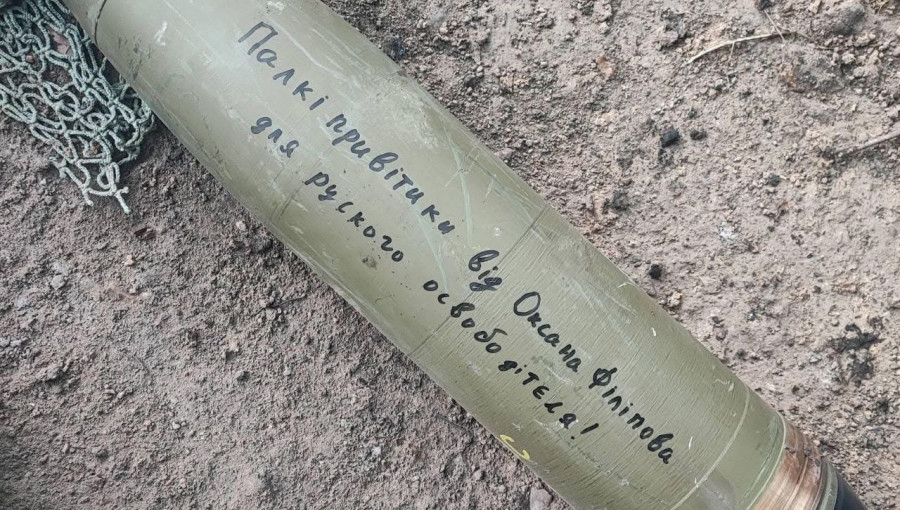 Палкі привітики від Оксана Філіпова
для руского освободітеля!